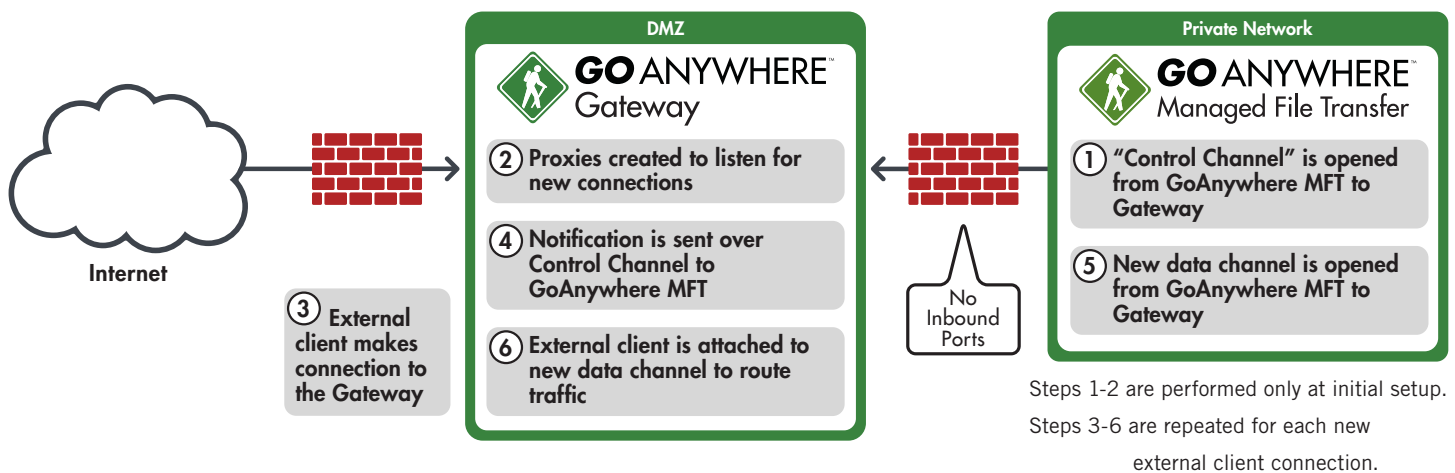 DMZ
GO ANYWHERE™
Gateway
2 Proxies created to listen for
new connections
4 Notification is sent over
Control Channel to
GoAnywhere MFT
6 External client is attached to
new data channel to route
traffic
Internet
3 External
client makes
connection to
the Gateway
No
Inbound
Ports
Private Network
GO ANYWHERE™
Managed File Transfer
1 “Control Channel” is opened
from GoAnywhere MFT to
Gateway
5 New data channel is opened
from GoAnywhere MFT to
Gateway
Steps 1-2 are performed only at initial setup.
Steps 3-6 are repeated for each new
external client connection.